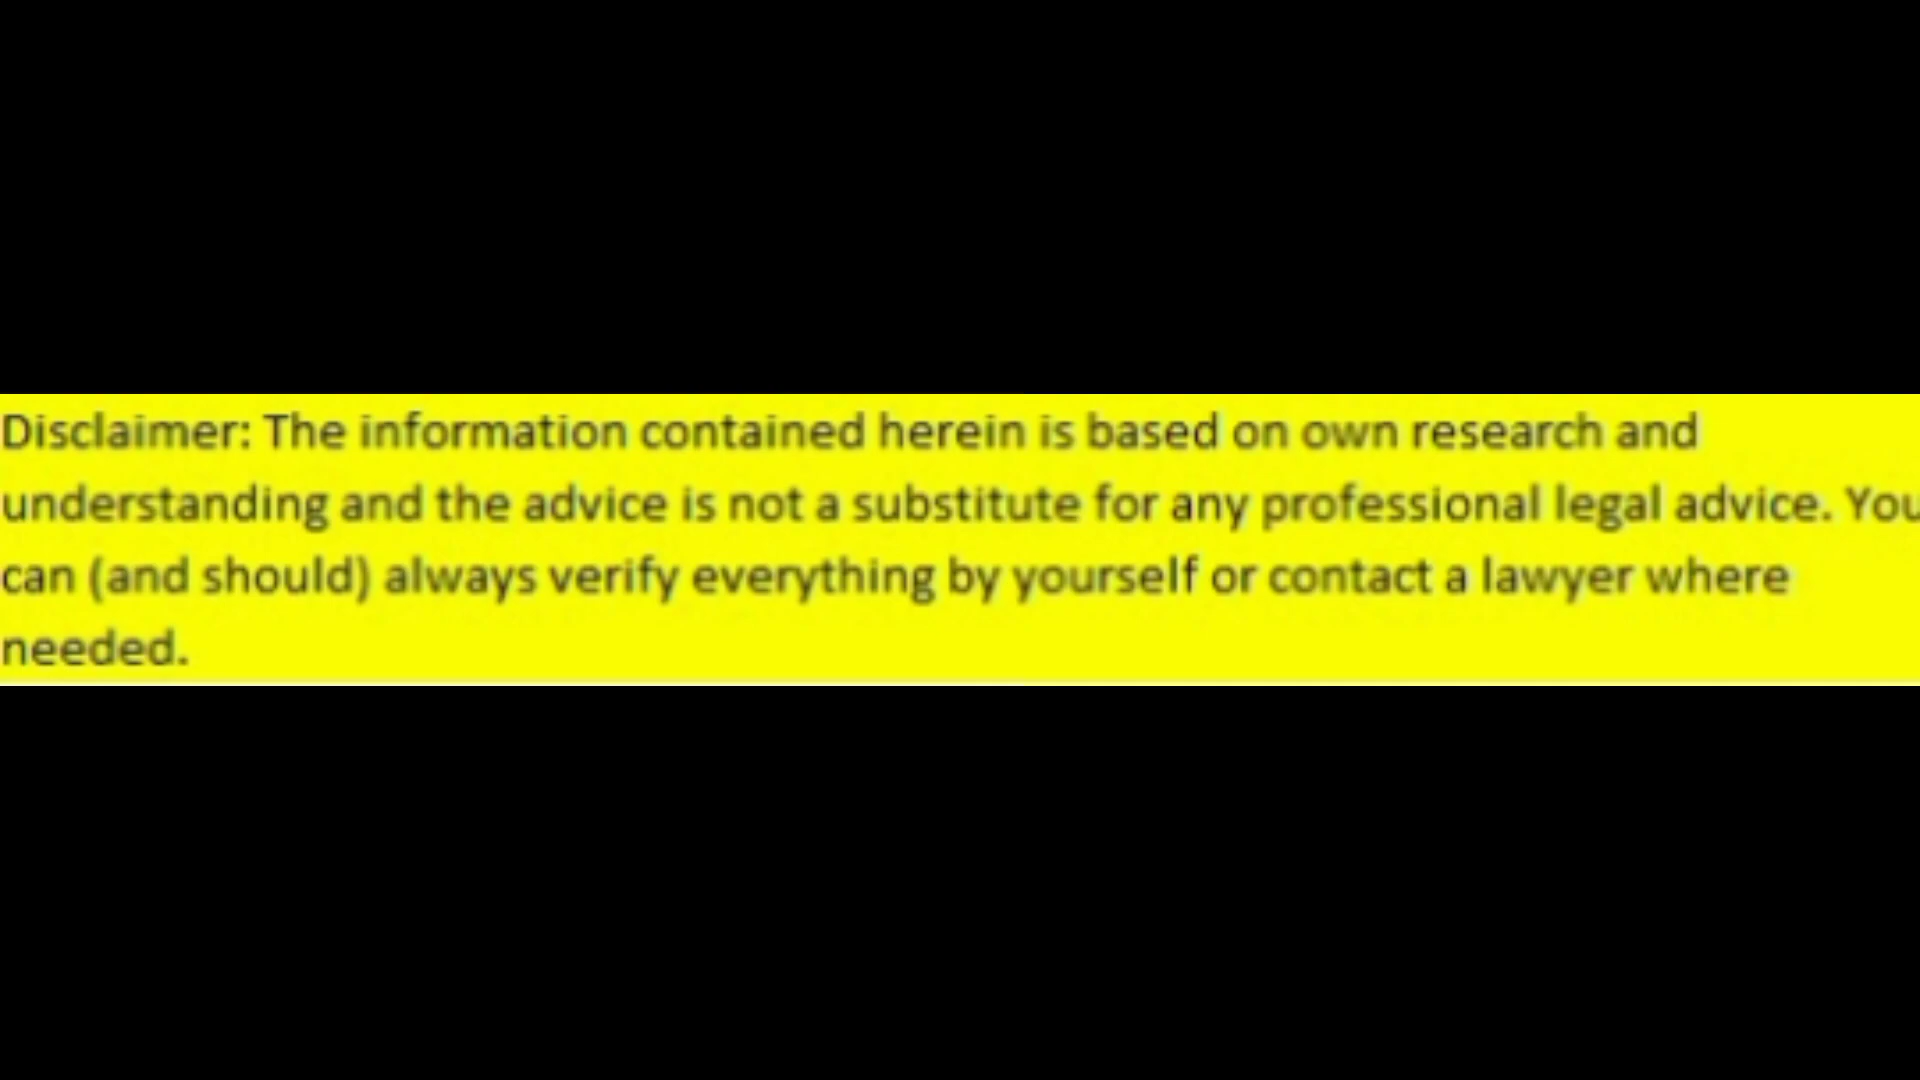 Disclaimer: The information contained herein is based on own research and
understanding and the advice is not a substitute for any professional legal advice. You
can (and should) always verify everything by yourself or contact a lawyer where
needed.